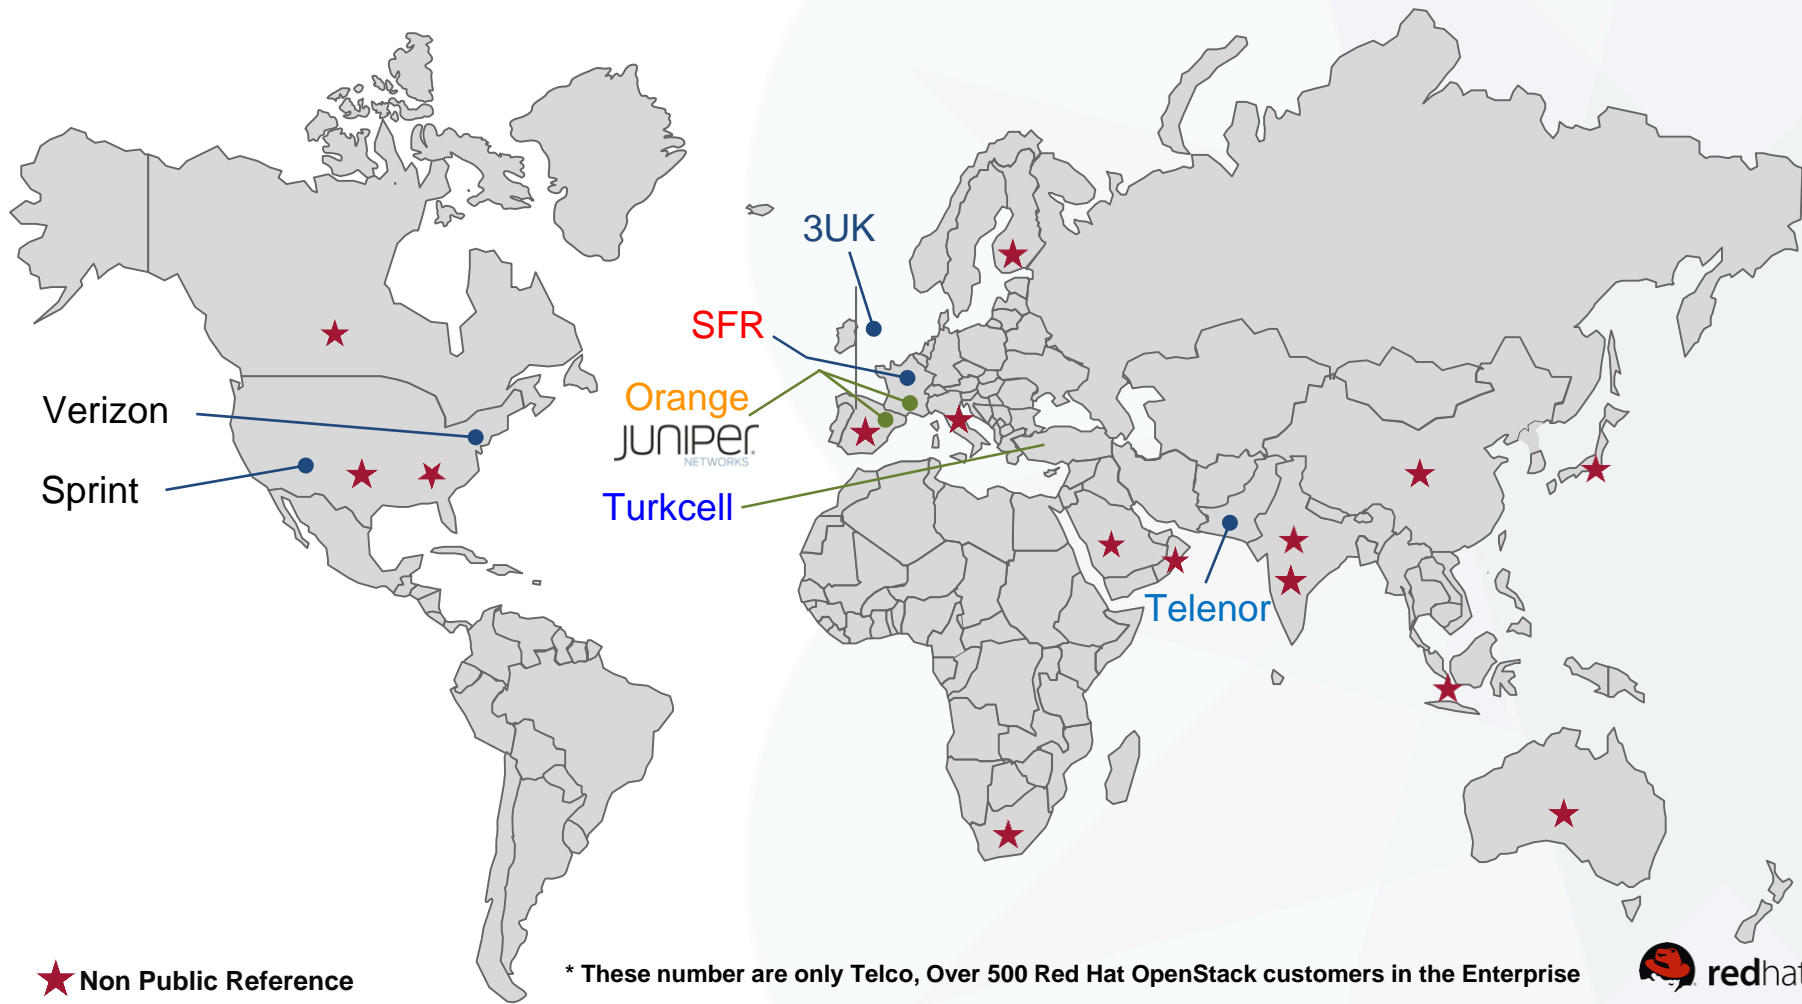 3UK
SFR
Orange
JUNIPEr
NETWORKS
Verizon
Sprint
Turkcell
Telenor
Non Public Reference
* These number are only Telco, Over 500 Red Hat OpenStack customers in the Enterprise
redhat